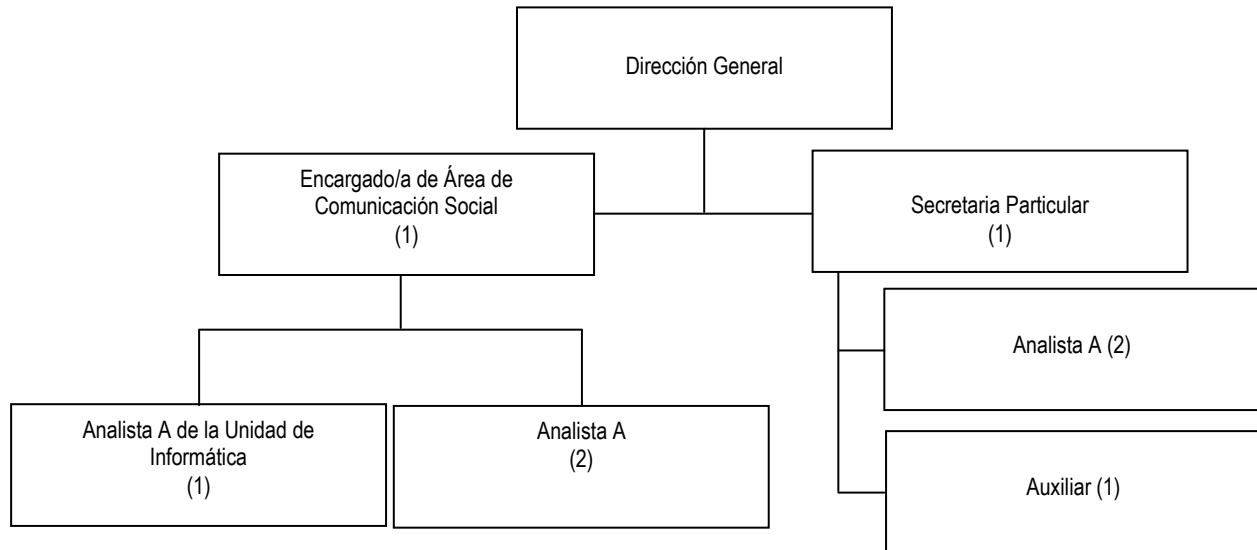 Dirección General
Encargado/a de Área de
Comunicación Social
(1)
Secretaria Particular
(1)
Analista A (2)
Analista A de la Unidad de
Informática
(1)
Analista A
(2)
Auxiliar (1)